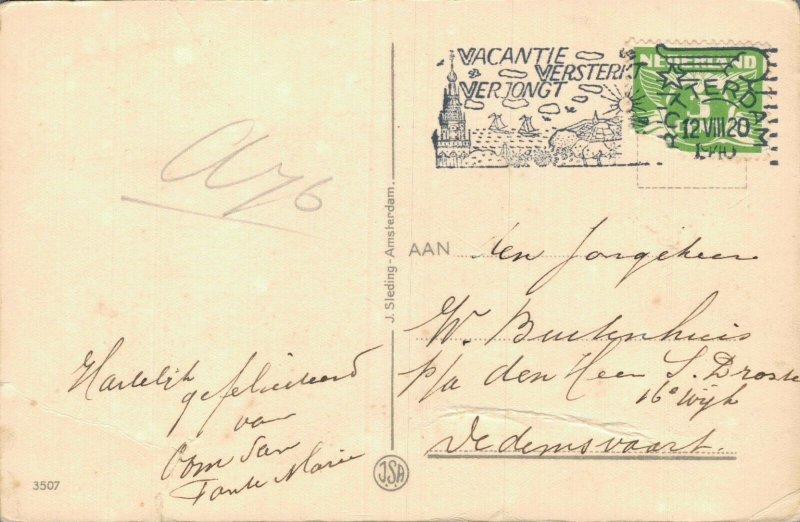 VACANTIE
VERSTERKT
VERJONGT
NEDERLAND
AMSTERDAM
12 VIII 20
1940
AAN den Jongeheer
W. Buitenhuis
p/a den Heer S. Droste
16e Wijk
Dedemsvaart.
Hartelijk
gefeliciteerd
van
Oom Jan
Tante Marie
J. Sleding - Amsterdam.
JSA
3507